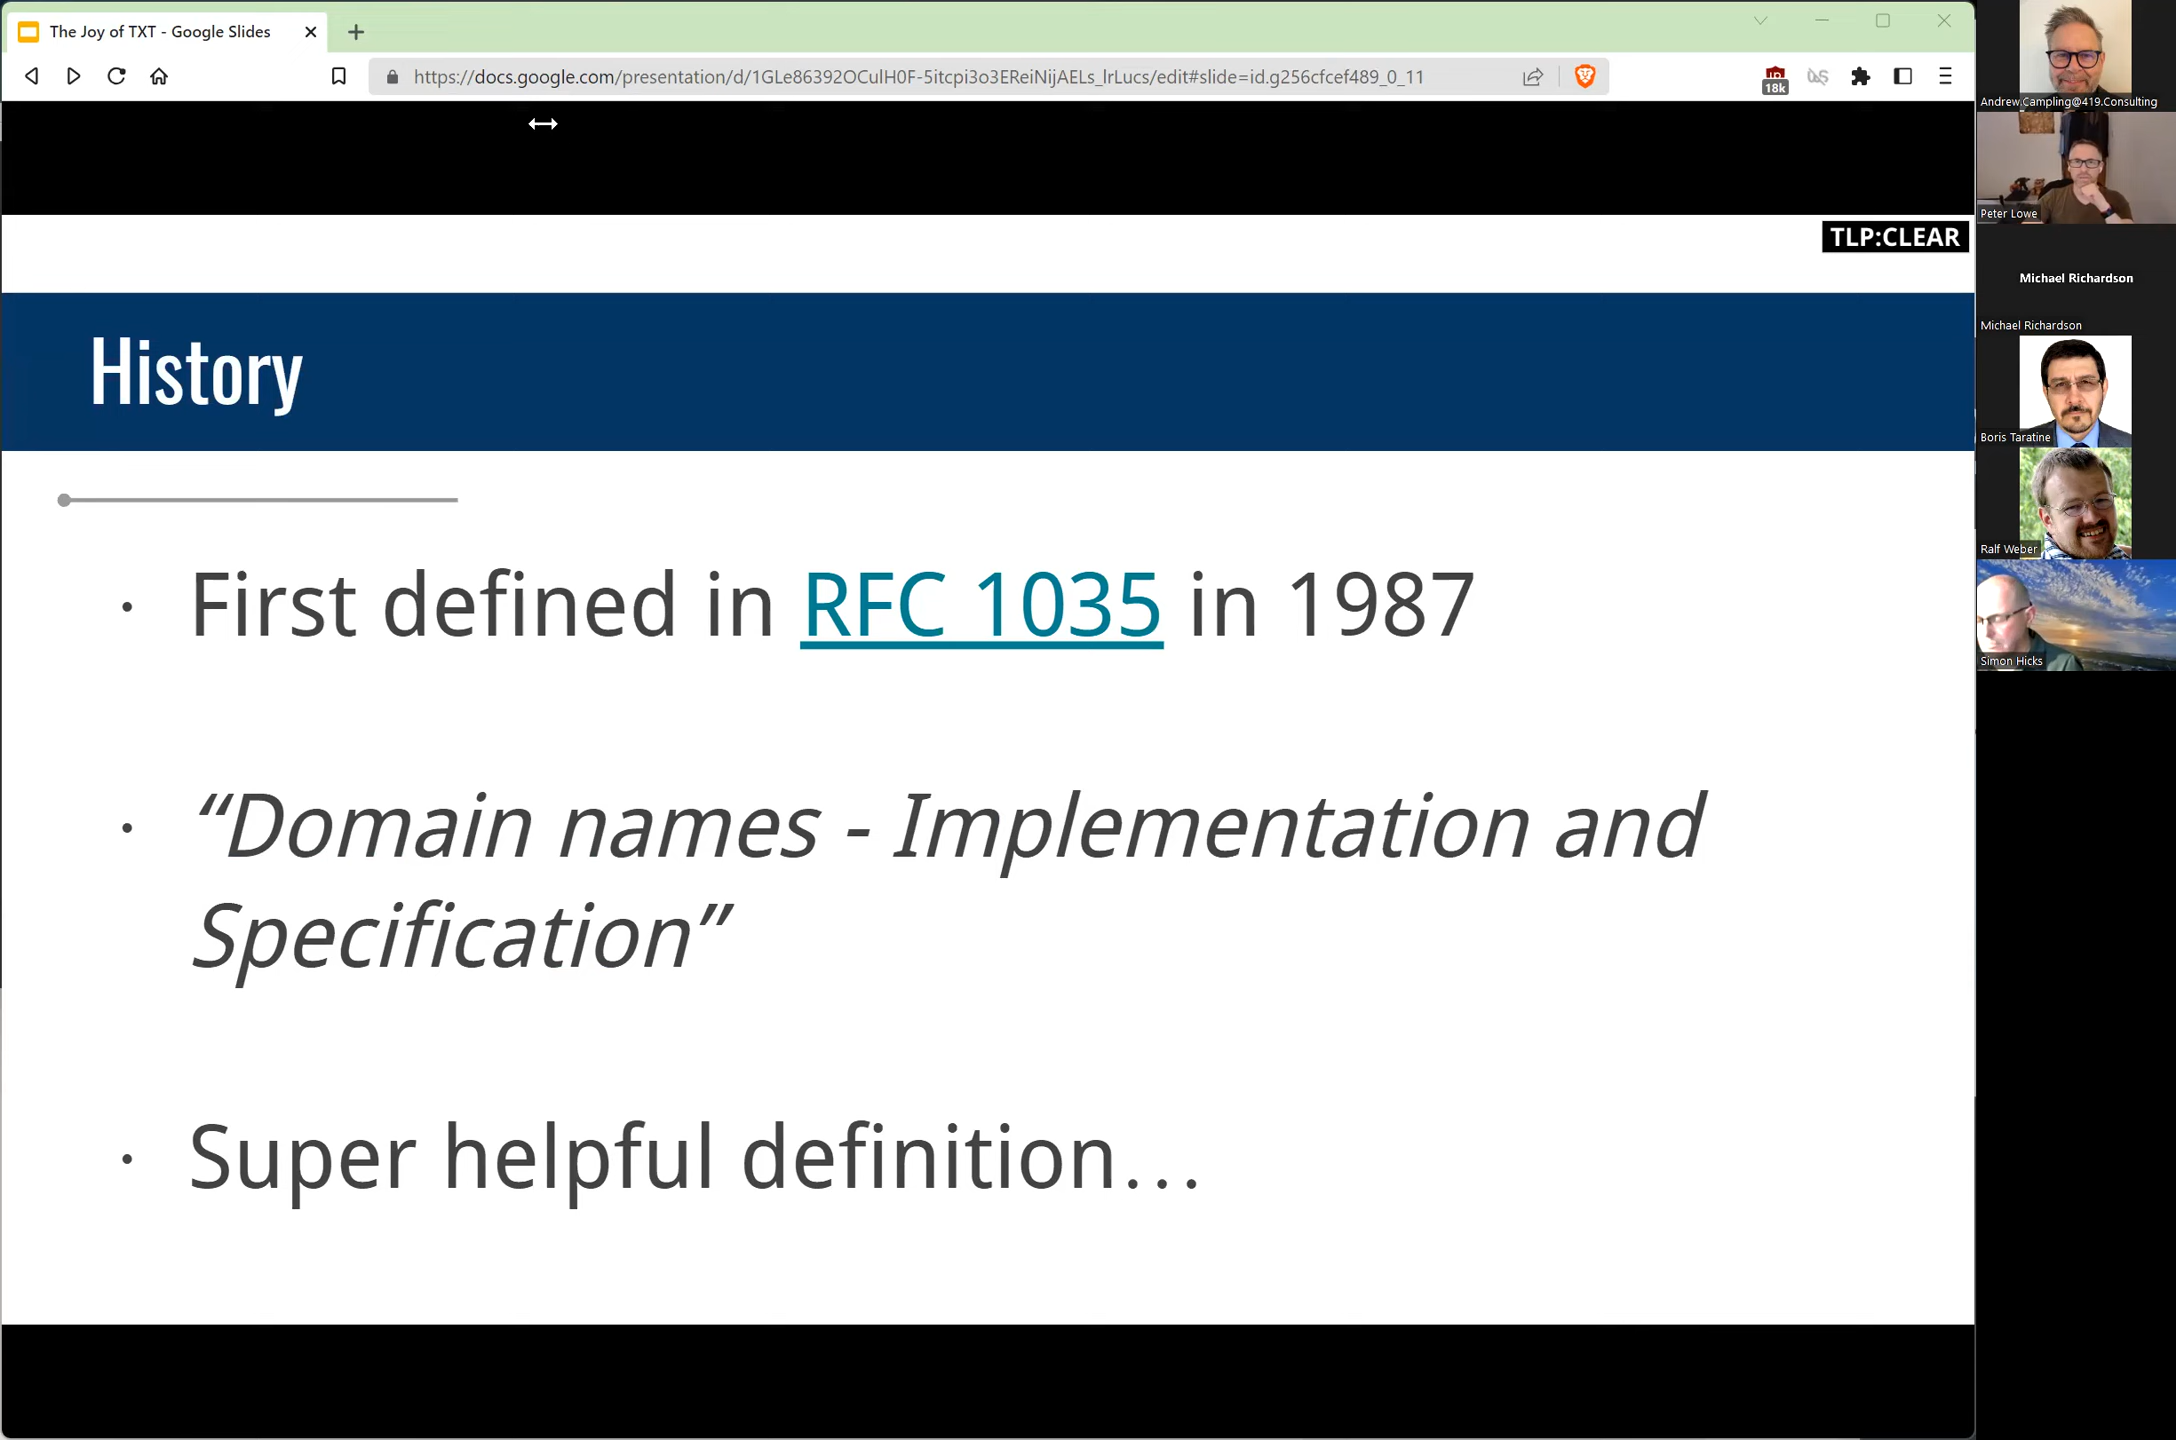 The Joy of TXT - Google Slides
https://docs.google.com/presentation/d/1GLe86392OCulH0F-5itcpi3o3EReiNijAELs_lrLucs/edit#slide=id.g256cfcef489_0_11
18k
TLP:CLEAR
History
· First defined in RFC 1035 in 1987
· “Domain names - Implementation and
Specification”
· Super helpful definition…
Andrew.Campling@419.Consulting
Peter Lowe
Michael Richardson
Michael Richardson
Boris Taratine
Ralf Weber
Simon Hicks